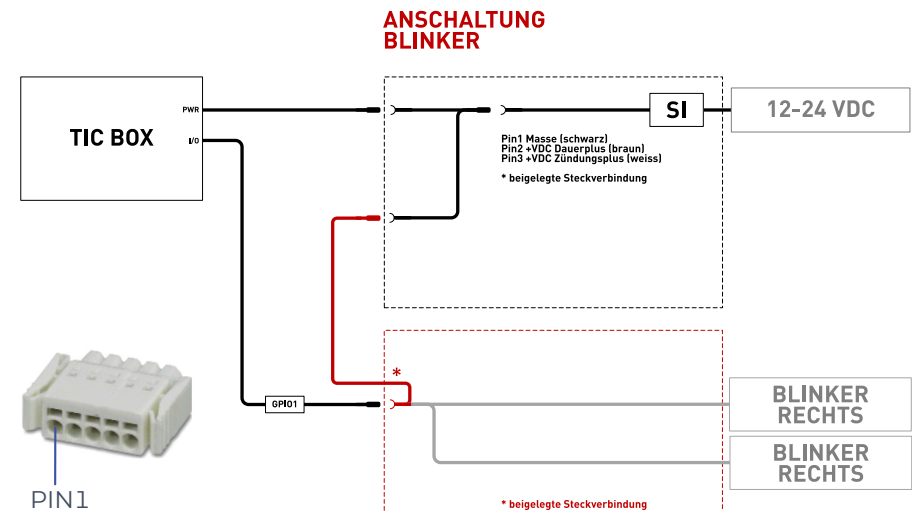 ANSCHALTUNG
BLINKER
TIC BOX
PWR
I/O
SI
12-24 VDC
Pin1 Masse (schwarz)
Pin2 +VDC Dauerplus (braun)
Pin3 +VDC Zündungsplus (weiss)
* beigelegte Steckverbindung
*
GPIO1
BLINKER
RECHTS
BLINKER
RECHTS
PIN1
* beigelegte Steckverbindung